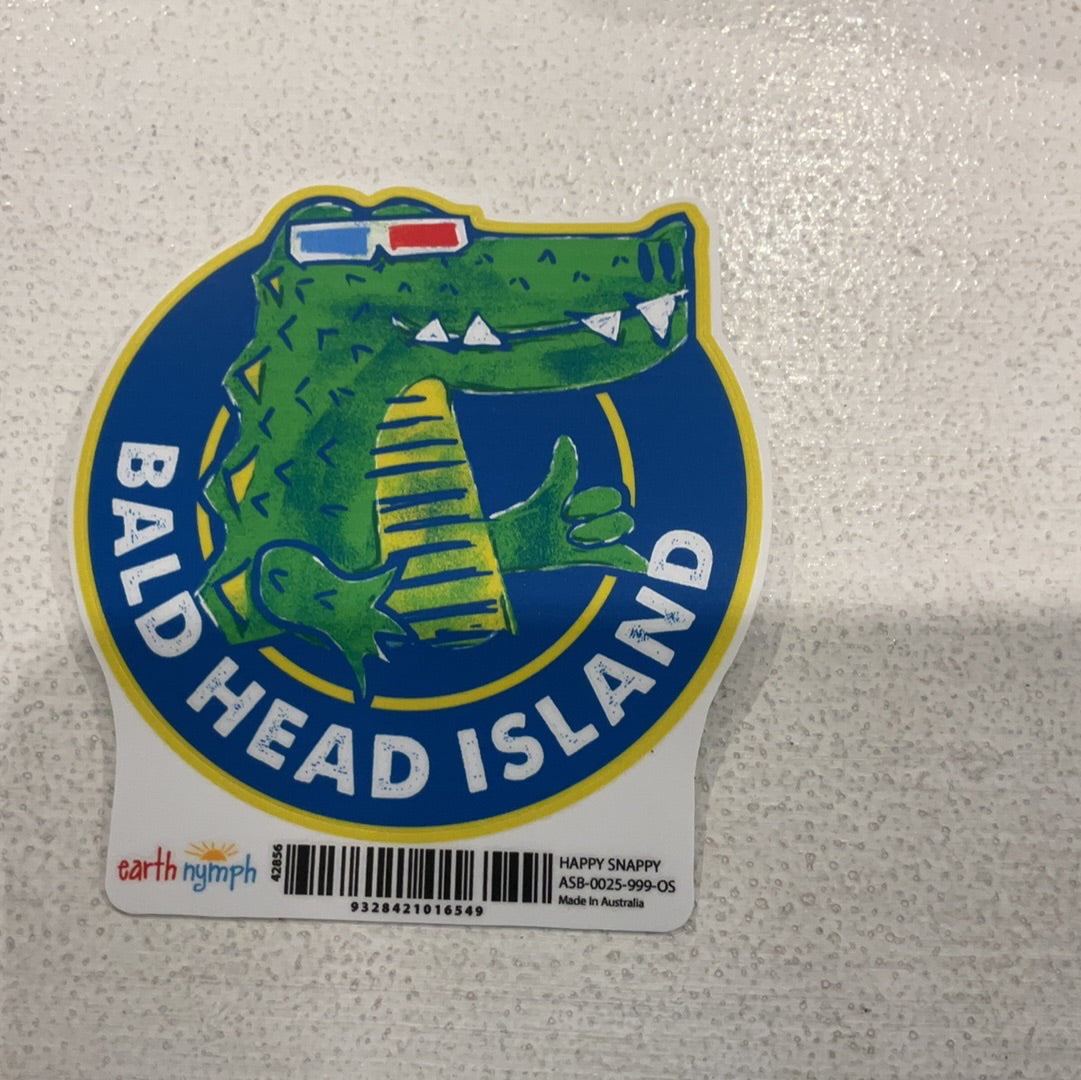 BALD HEAD ISLAND
earth nymph
42856
9328421016549
HAPPY SNAPPY
ASB-0025-999-OS
Made In Australia